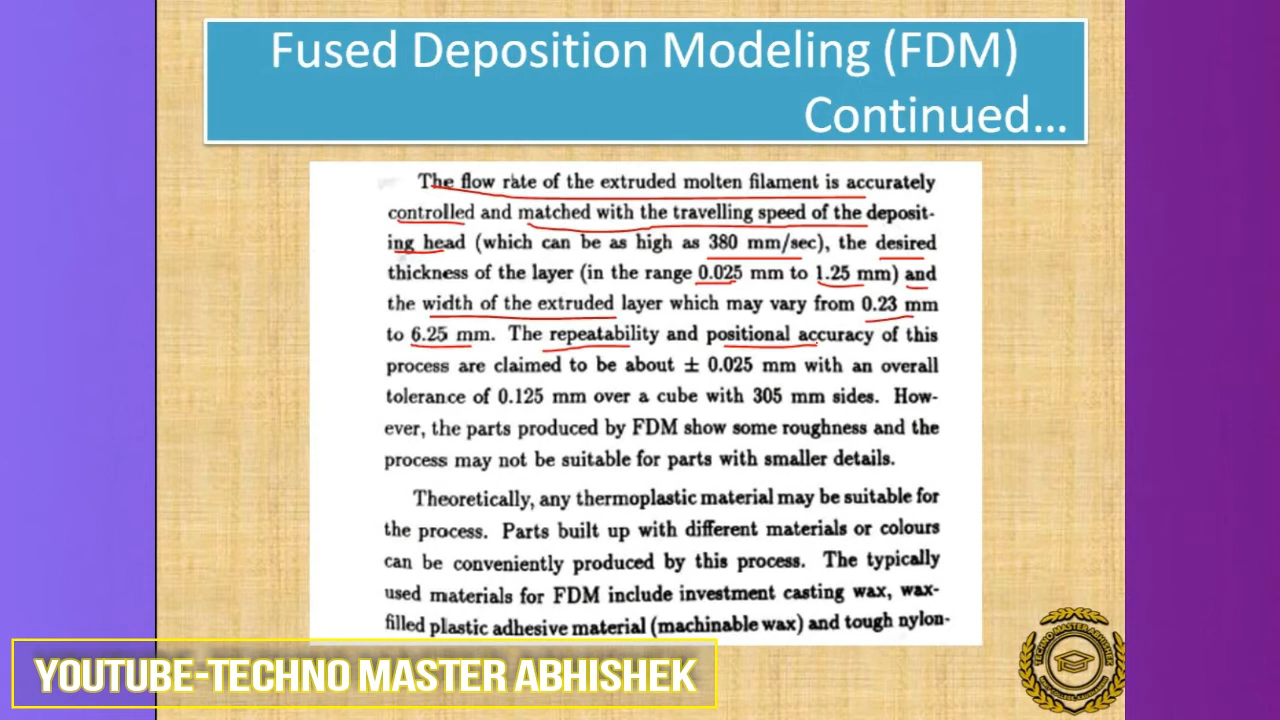 Fused Deposition Modeling (FDM)
Continued…
The flow rate of the extruded molten filament is accurately
controlled and matched with the travelling speed of the deposit-
ing head (which can be as high as 380 mm/sec), the desired
thickness of the layer (in the range 0.025 mm to 1.25 mm) and
the width of the extruded layer which may vary from 0.23 mm
to 6.25 mm. The repeatability and positional accuracy of this
process are claimed to be about ± 0.025 mm with an overall
tolerance of 0.125 mm over a cube with 305 mm sides. How-
ever, the parts produced by FDM show some roughness and the
process may not be suitable for parts with smaller details.
Theoretically, any thermoplastic material may be suitable for
the process. Parts built up with different materials or colours
can be conveniently produced by this process. The typically
used materials for FDM include investment casting wax, wax-
filled plastic adhesive material (machinable wax) and tough nylon-
YOUTUBE-TECHNO MASTER ABHISHEK
TECHNO MASTER ABHISHEK